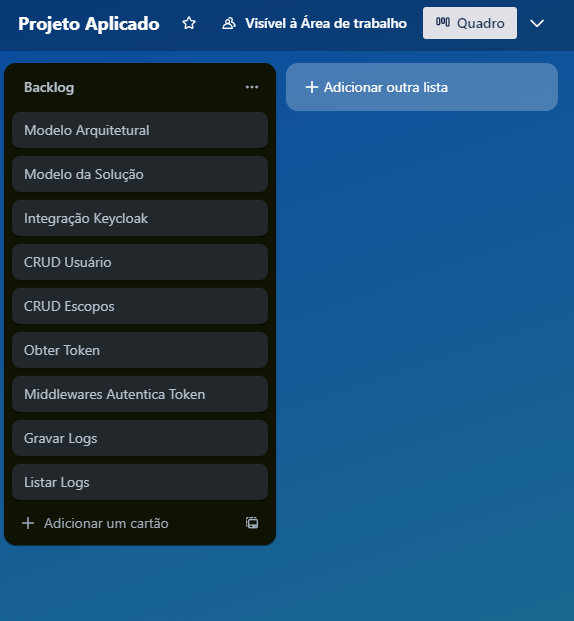 Projeto Aplicado
Visível à Área de trabalho
Quadro
Backlog
Adicionar outra lista
Modelo Arquitetural
Modelo da Solução
Integração Keycloak
CRUD Usuário
CRUD Escopos
Obter Token
Middlewares Autentica Token
Gravar Logs
Listar Logs
Adicionar um cartão